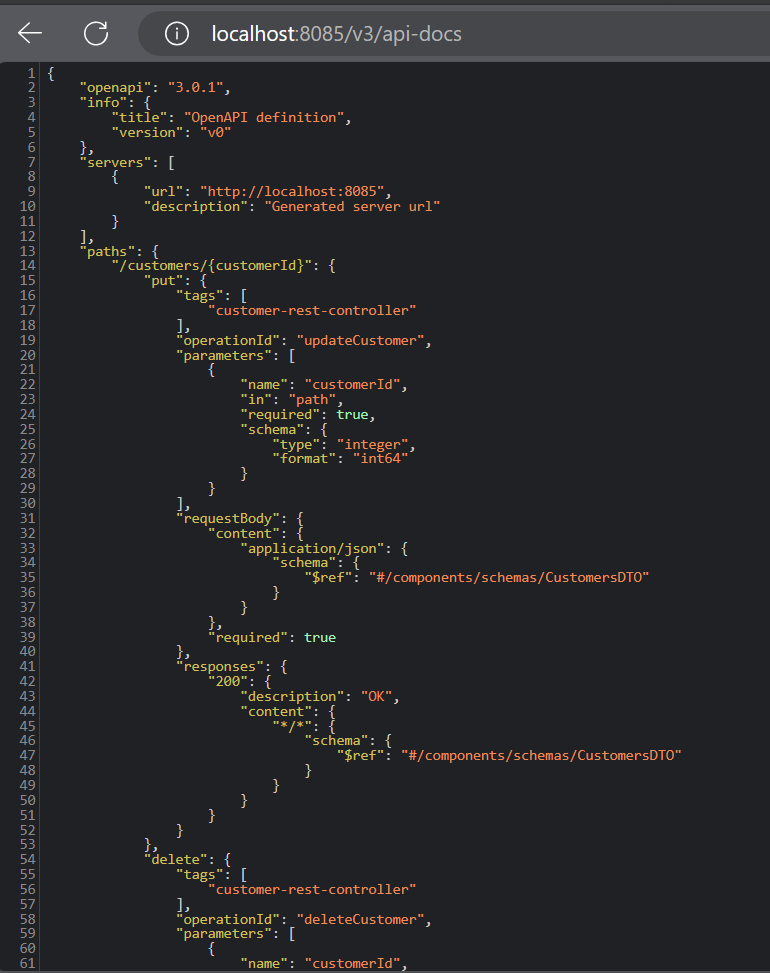 localhost:8085/v3/api-docs
1 {
2     "openapi": "3.0.1",
3     "info": {
4         "title": "OpenAPI definition",
5         "version": "v0"
6     },
7     "servers": [
8         {
9             "url": "http://localhost:8085",
10             "description": "Generated server url"
11         }
12     ],
13     "paths": {
14         "/customers/{customerId}": {
15             "put": {
16                 "tags": [
17                     "customer-rest-controller"
18                 ],
19                 "operationId": "updateCustomer",
20                 "parameters": [
21                     {
22                         "name": "customerId",
23                         "in": "path",
24                         "required": true,
25                         "schema": {
26                             "type": "integer",
27                             "format": "int64"
28                         }
29                     }
30                 ],
31                 "requestBody": {
32                     "content": {
33                         "application/json": {
34                             "schema": {
35                                 "$ref": "#/components/schemas/CustomersDTO"
36                             }
37                         }
38                     },
39                     "required": true
40                 },
41                 "responses": {
42                     "200": {
43                         "description": "OK",
44                         "content": {
45                             "*/*": {
46                                 "schema": {
47                                     "$ref": "#/components/schemas/CustomersDTO"
48                                 }
49                             }
50                         }
51                     }
52                 }
53             },
54             "delete": {
55                 "tags": [
56                     "customer-rest-controller"
57                 ],
58                 "operationId": "deleteCustomer",
59                 "parameters": [
60                     {
61                         "name": "customerId",